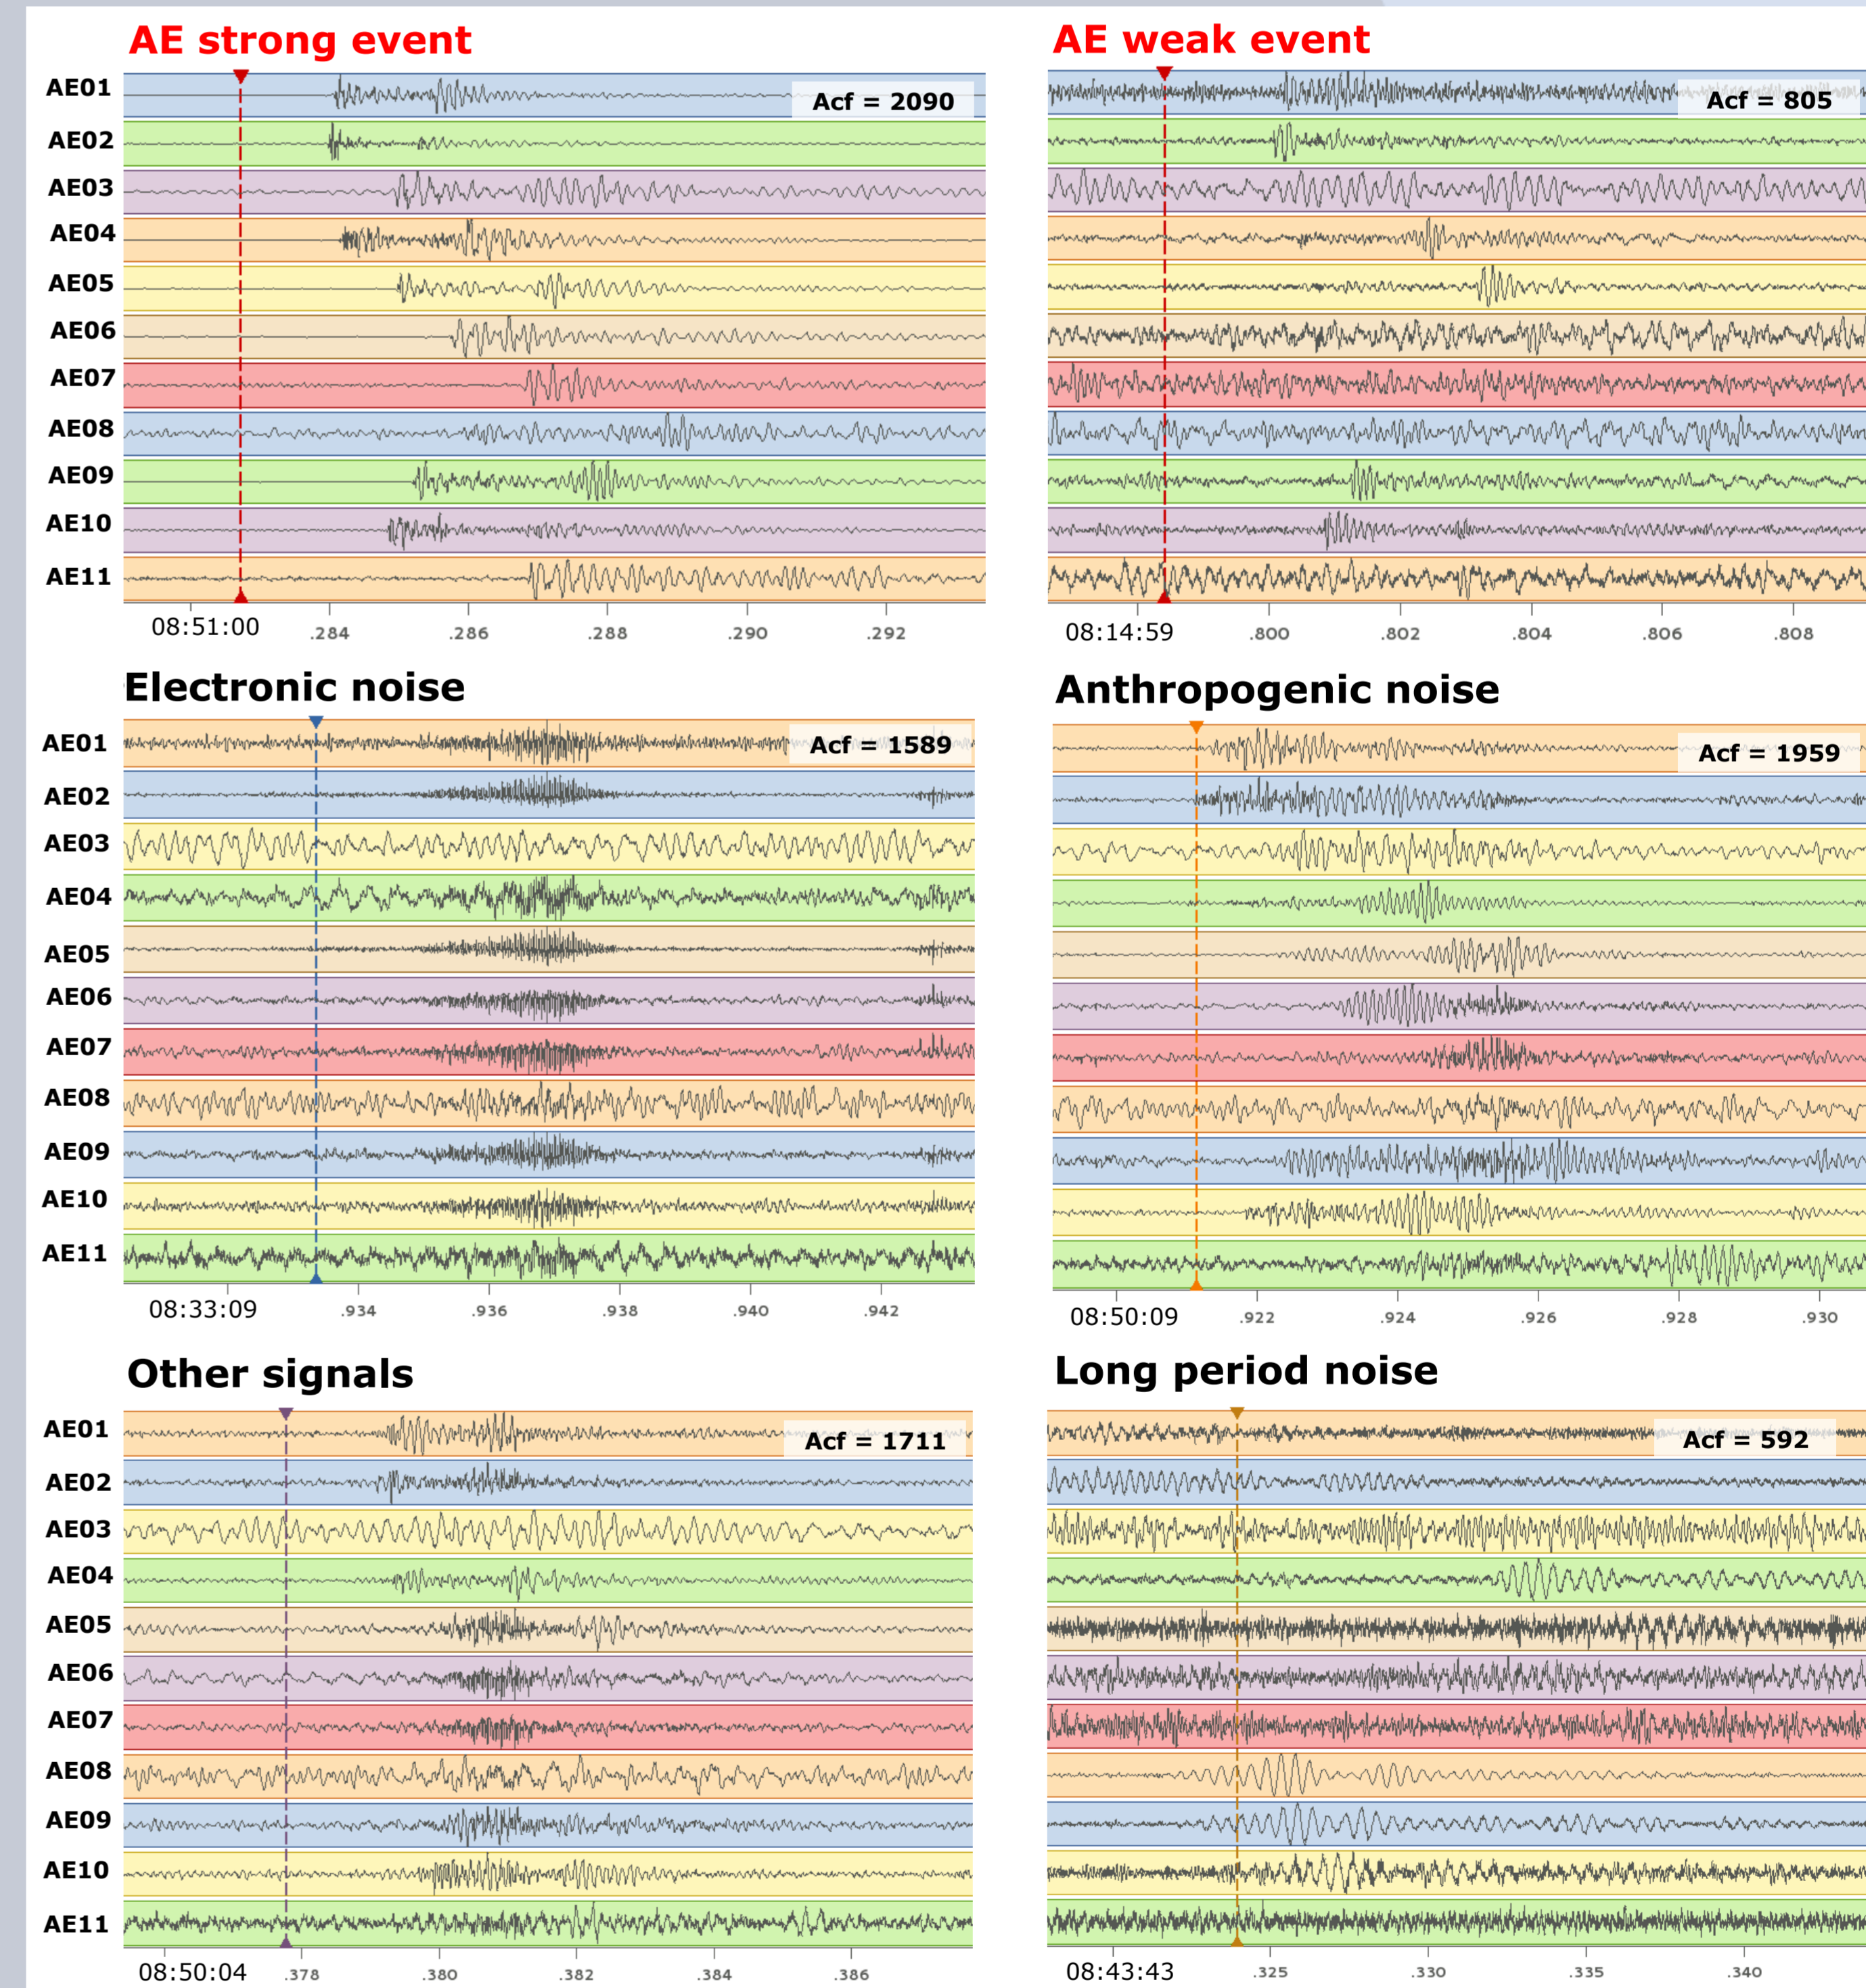 AE strong event
AE01
Acf = 2090
AE02
AE03
AE04
AE05
AE06
AE07
AE08
AE09
AE10
AE11
08:51:00 .284 .286 .288 .290 .292
AE weak event
Acf = 805
08:14:59 .800 .802 .804 .806 .808
Electronic noise
AE01
Acf = 1589
AE02
AE03
AE04
AE05
AE06
AE07
AE08
AE09
AE10
AE11
08:33:09 .934 .936 .938 .940 .942
Anthropogenic noise
Acf = 1959
08:50:09 .922 .924 .926 .928 .930
Other signals
AE01
Acf = 1711
AE02
AE03
AE04
AE05
AE06
AE07
AE08
AE09
AE10
AE11
08:50:04 .378 .380 .382 .384 .386
Long period noise
Acf = 592
08:43:43 .325 .330 .335 .340